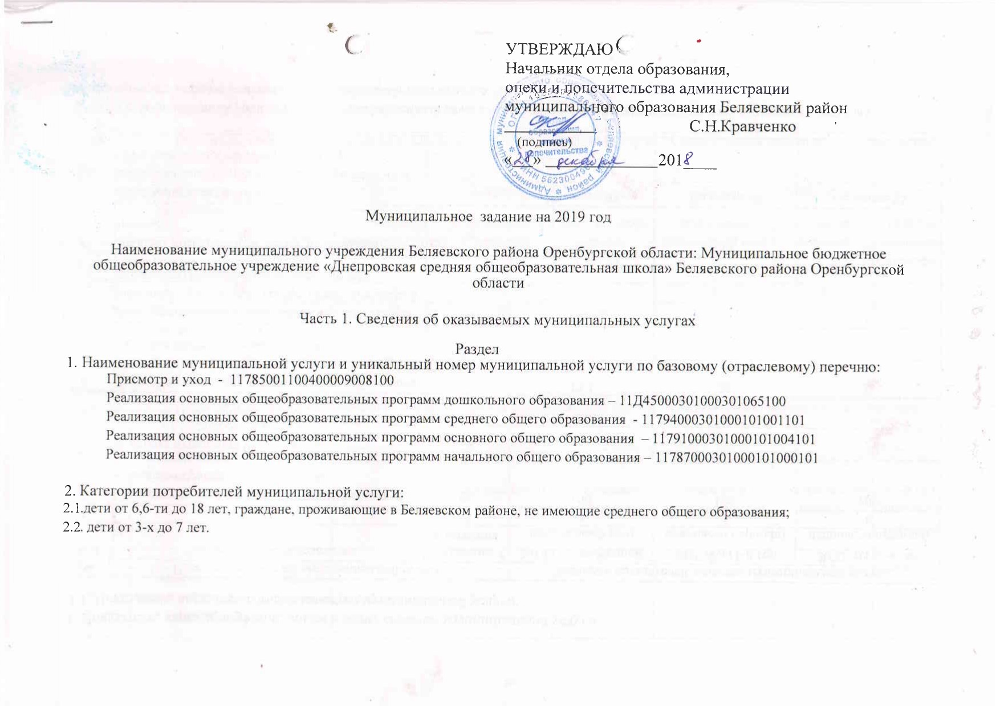 УТВЕРЖДАЮ
Начальник отдела образования,
опеки и попечительства администрации
муниципального образования Беляевский район
С.Н.Кравченко
(подпись)
«28» декабря 2018
Муниципальное задание на 2019 год
Наименование муниципального учреждения Беляевского района Оренбургской области: Муниципальное бюджетное
общеобразовательное учреждение «Днепровская средняя общеобразовательная школа» Беляевского района Оренбургской
области
Часть 1. Сведения об оказываемых муниципальных услугах
Раздел
1. Наименование муниципальной услуги и уникальный номер муниципальной услуги по базовому (отраслевому) перечню:
Присмотр и уход - 11785001100400009008100
Реализация основных общеобразовательных программ дошкольного образования – 11Д45000301000301065100
Реализация основных общеобразовательных программ среднего общего образования - 11794000301000101001101
Реализация основных общеобразовательных программ основного общего образования – 11791000301000101004101
Реализация основных общеобразовательных программ начального общего образования – 11787000301000101000101
2. Категории потребителей муниципальной услуги:
2.1.дети от 6,6-ти до 18 лет, граждане, проживающие в Беляевском районе, не имеющие среднего общего образования;
2.2. дети от 3-х до 7 лет.